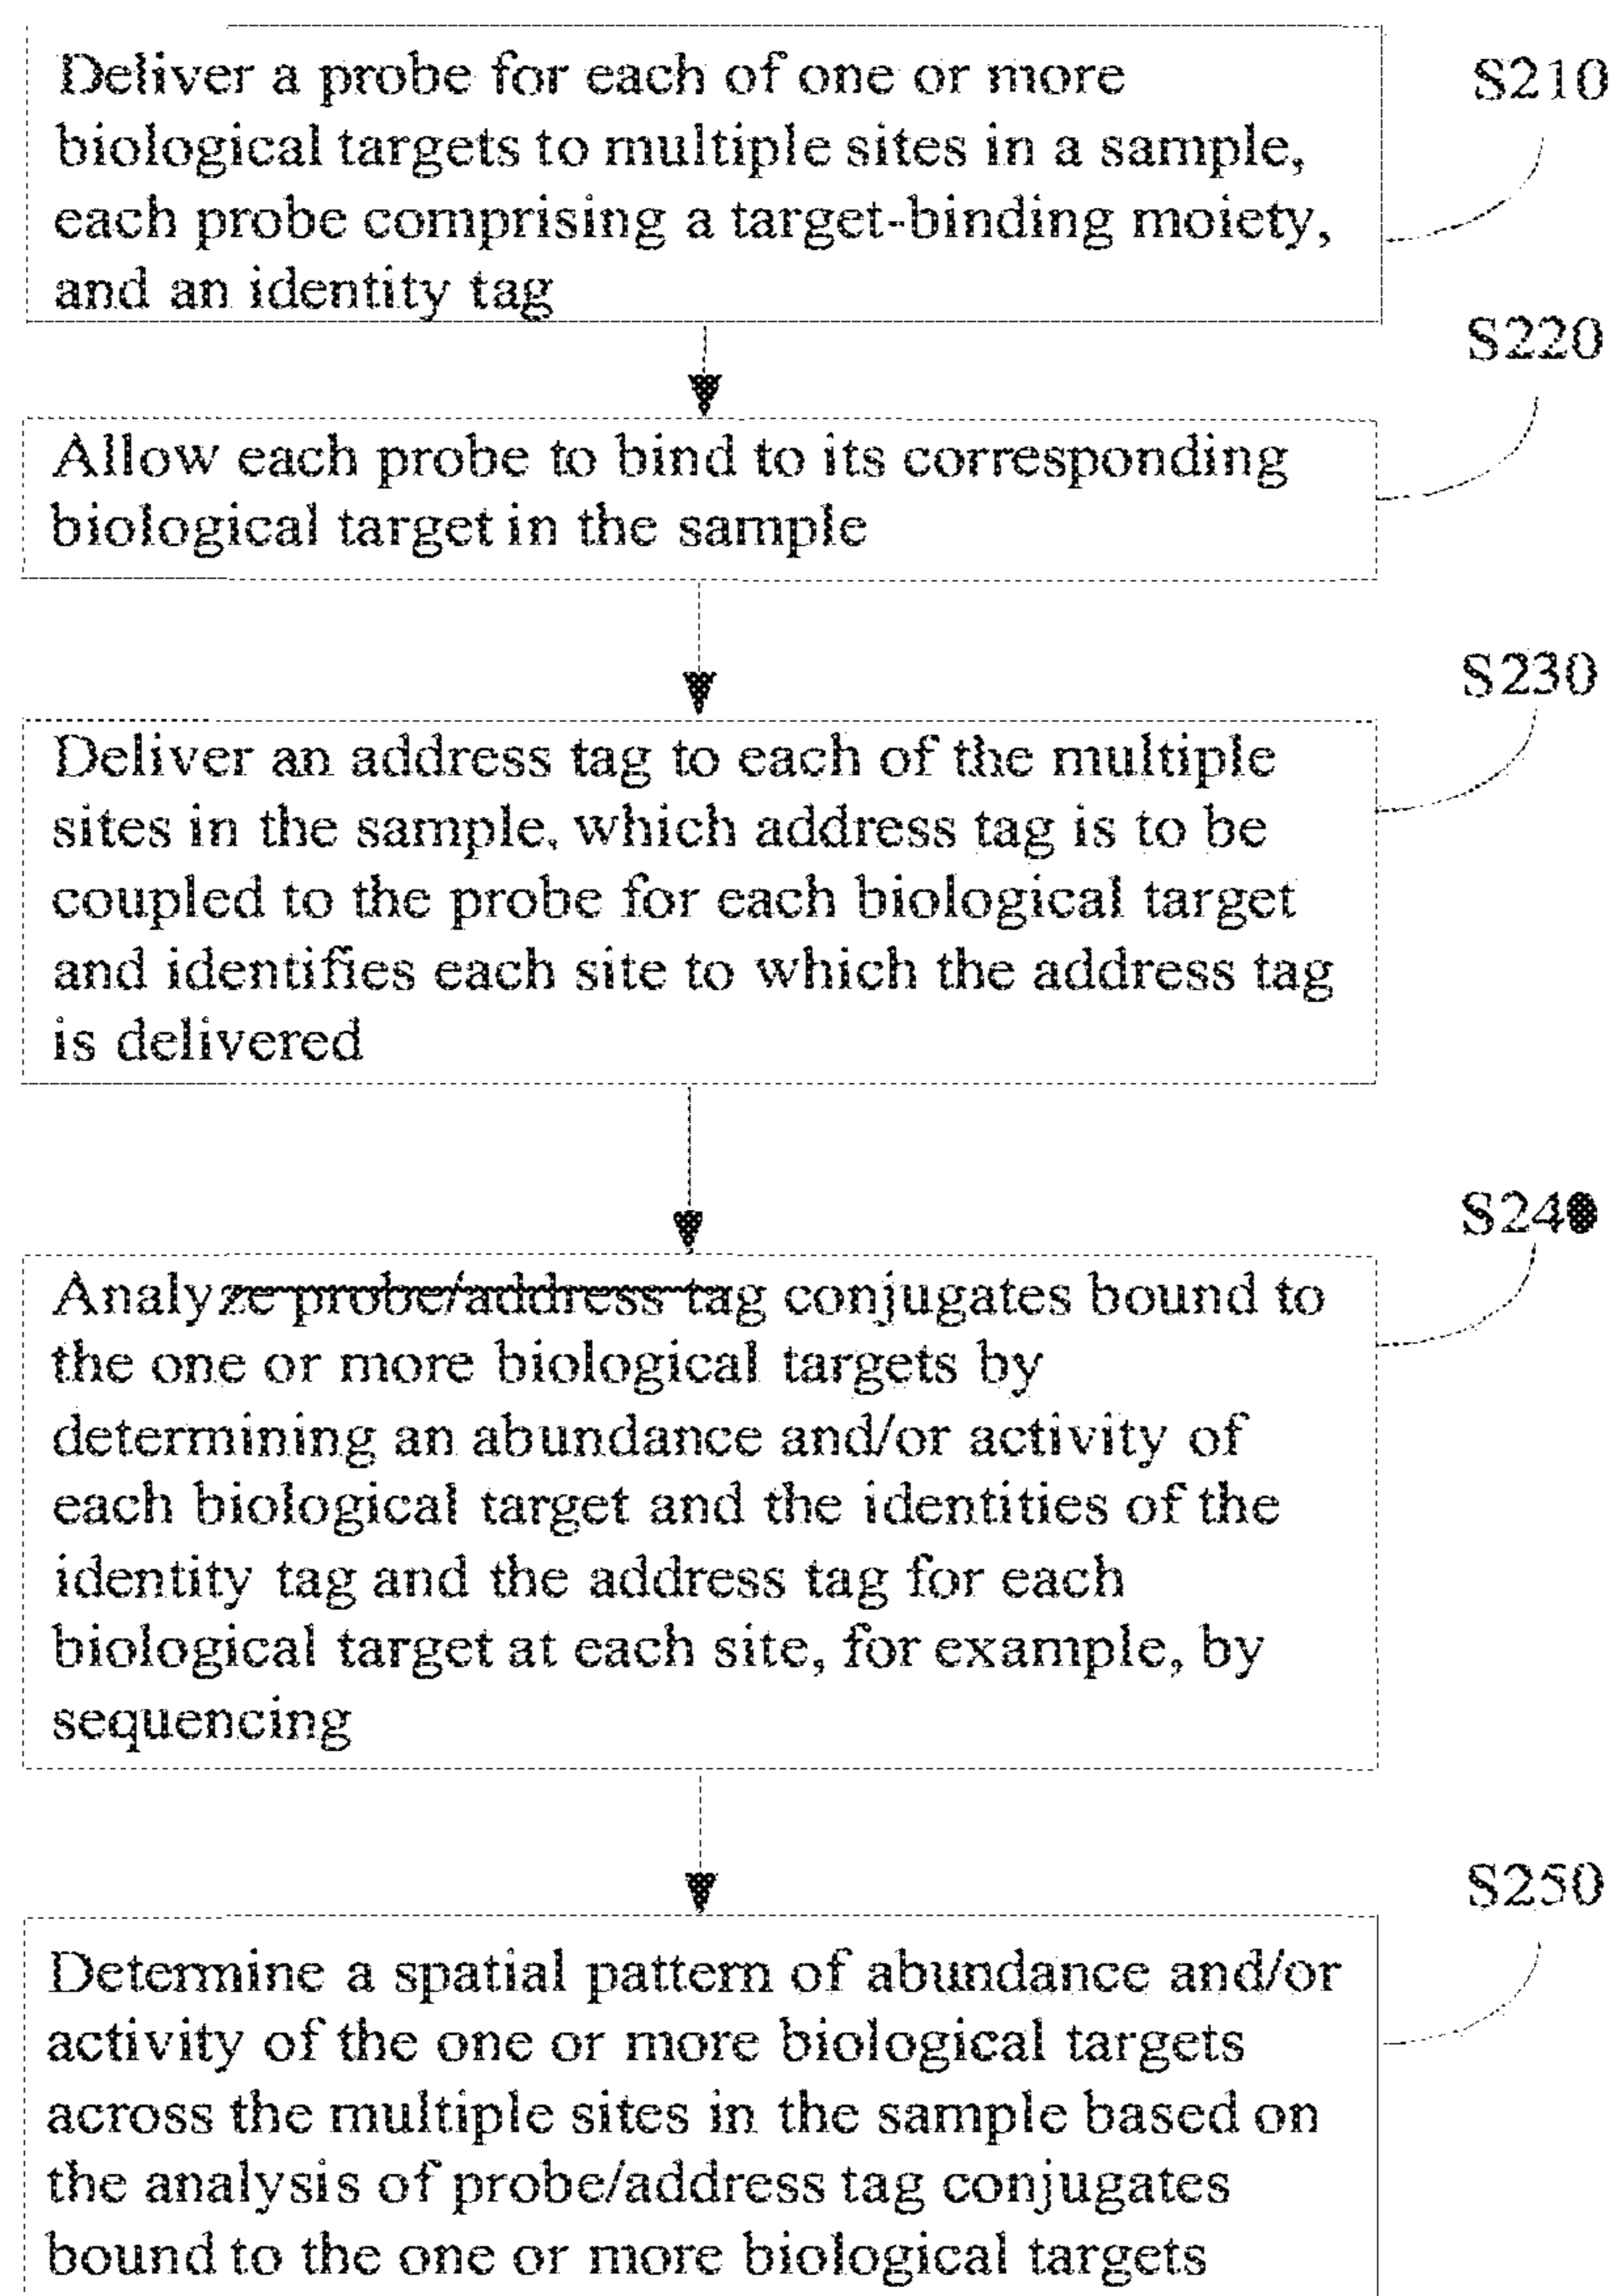 Deliver a probe for each of one or more
biological targets to multiple sites in a sample,
each probe comprising a target-binding moiety,
and an identity tag
S210
Allow each probe to bind to its corresponding
biological target in the sample
S220
Deliver an address tag to each of the multiple
sites in the sample, which address tag is to be
coupled to the probe for each biological target
and identifies each site to which the address tag
is delivered
S230
Analyze probe/address tag conjugates bound to
the one or more biological targets by
determining an abundance and/or activity of
each biological target and the identities of the
identity tag and the address tag for each
biological target at each site, for example, by
sequencing
S240
Determine a spatial pattern of abundance and/or
activity of the one or more biological targets
across the multiple sites in the sample based on
the analysis of probe/address tag conjugates
bound to the one or more biological targets
S250